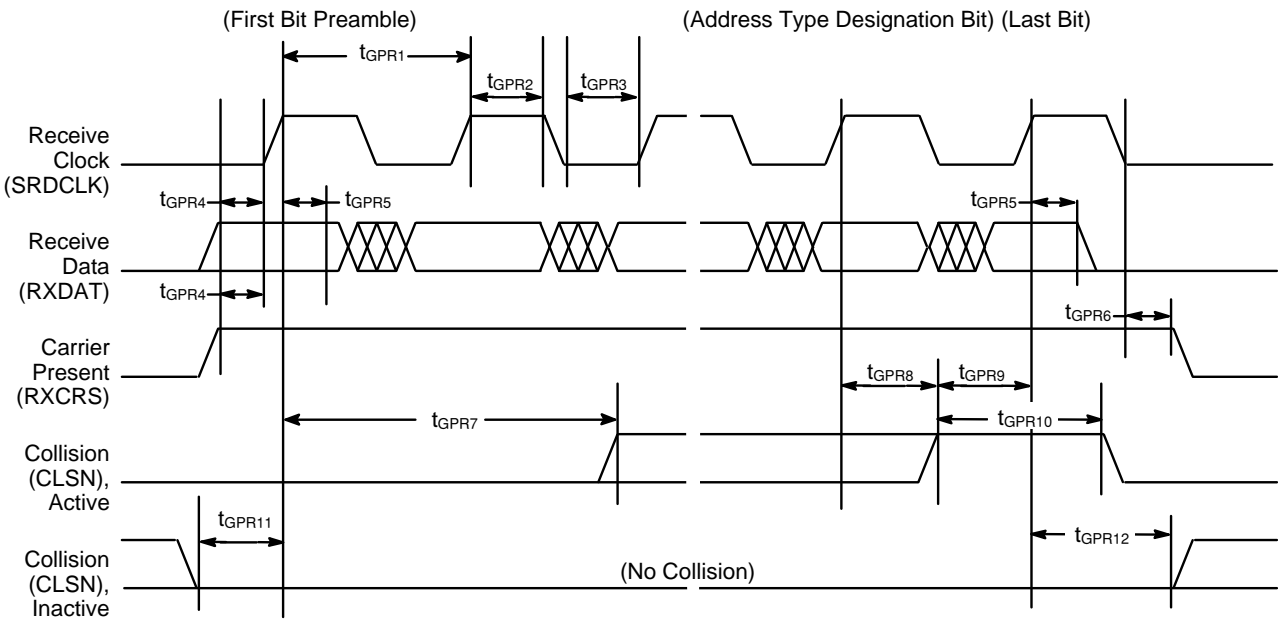 (First Bit Preamble)
(Address Type Designation Bit) (Last Bit)
tGPR1
tGPR2
tGPR3
Receive
Clock
(SRDCLK)
tGPR4
tGPR5
tGPR5
Receive
Data
(RXDAT)
tGPR4
tGPR6
Carrier
Present
(RXCRS)
tGPR8
tGPR9
tGPR7
tGPR10
Collision
(CLSN),
Active
tGPR11
tGPR12
Collision
(CLSN),
Inactive
(No Collision)